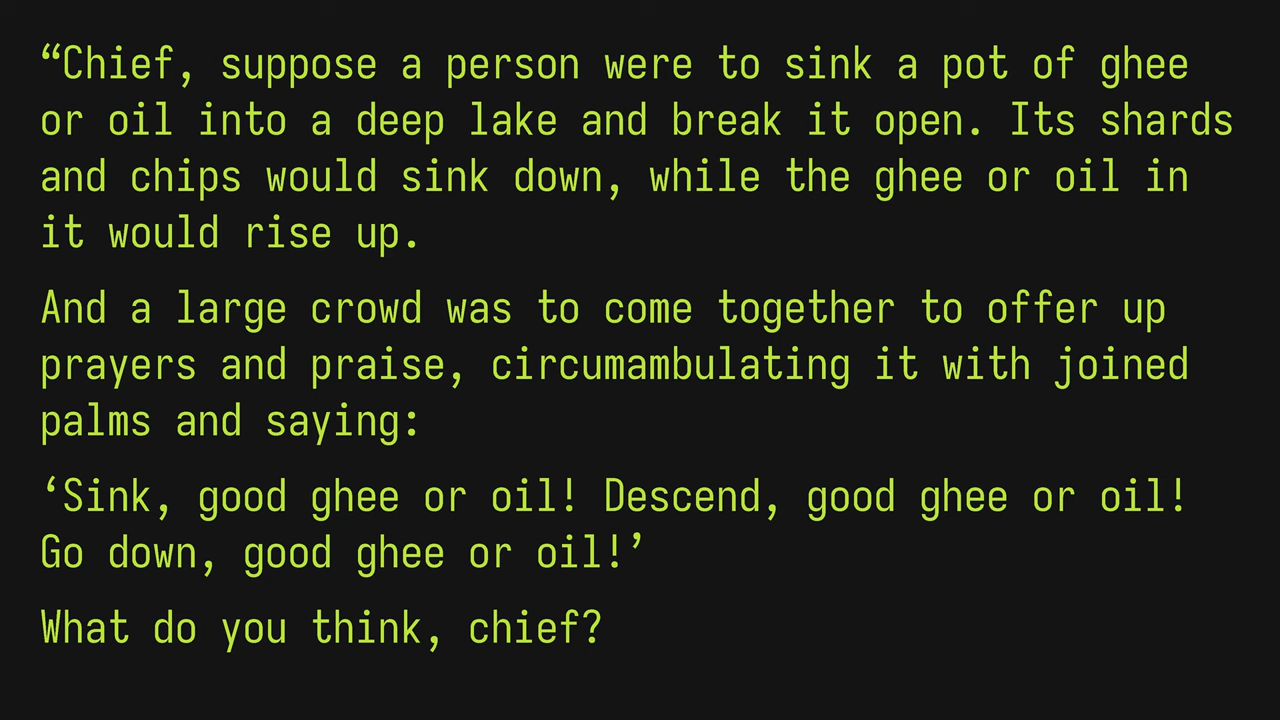 “Chief, suppose a person were to sink a pot of ghee
or oil into a deep lake and break it open. Its shards
and chips would sink down, while the ghee or oil in
it would rise up.
And a large crowd was to come together to offer up
prayers and praise, circumambulating it with joined
palms and saying:
‘Sink, good ghee or oil! Descend, good ghee or oil!
Go down, good ghee or oil!’
What do you think, chief?